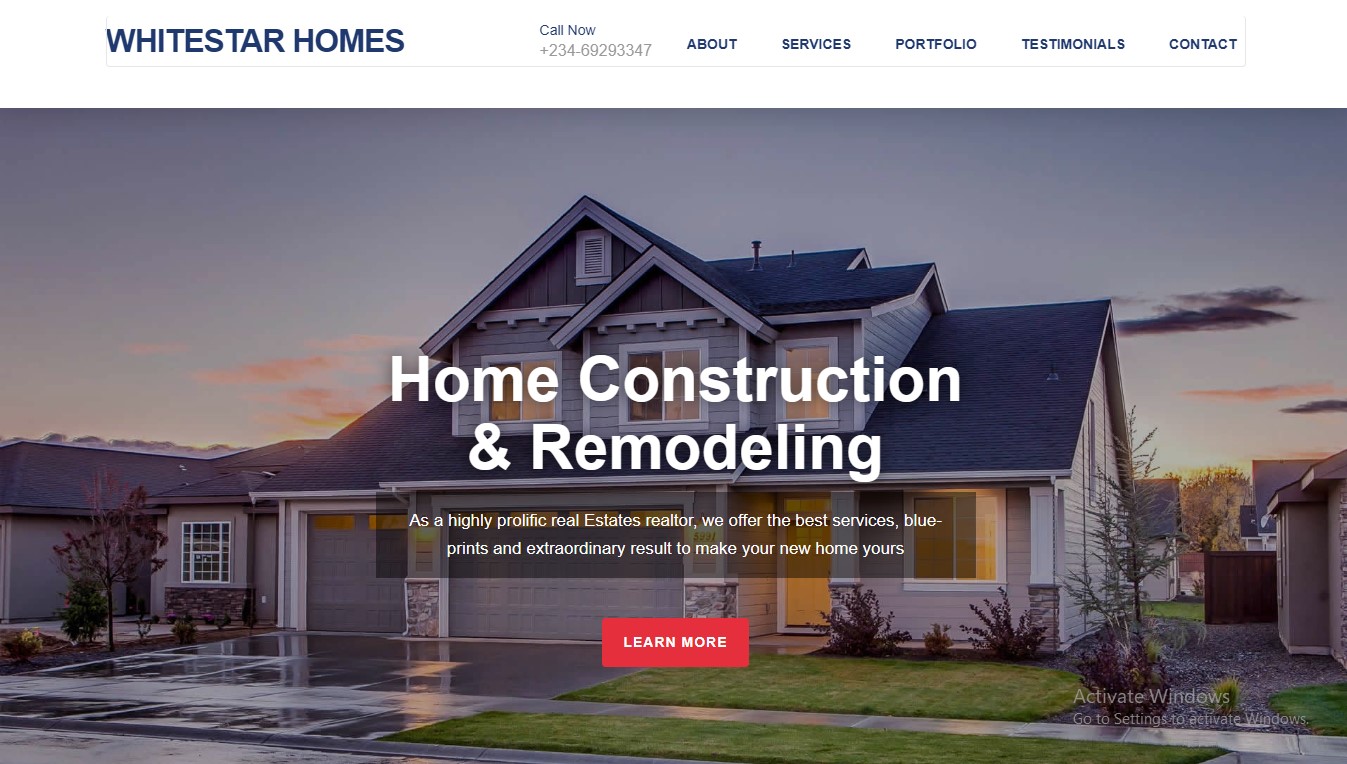 WHITESTAR HOMES
Call Now
+234-69293347
ABOUT
SERVICES
PORTFOLIO
TESTIMONIALS
CONTACT
Home Construction
& Remodeling
As a highly prolific real Estates realtor, we offer the best services, blue-
prints and extraordinary result to make your new home yours
LEARN MORE
Activate Windows
Go to Settings to activate Windows.